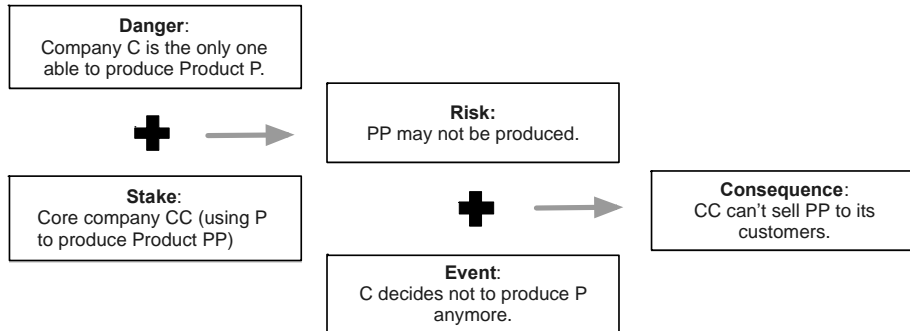 Danger:
Company C is the only one
able to produce Product P.
Stake:
Core company CC (using P
to produce Product PP)
Risk:
PP may not be produced.
Event:
C decides not to produce P
anymore.
Consequence:
CC can't sell PP to its
customers.